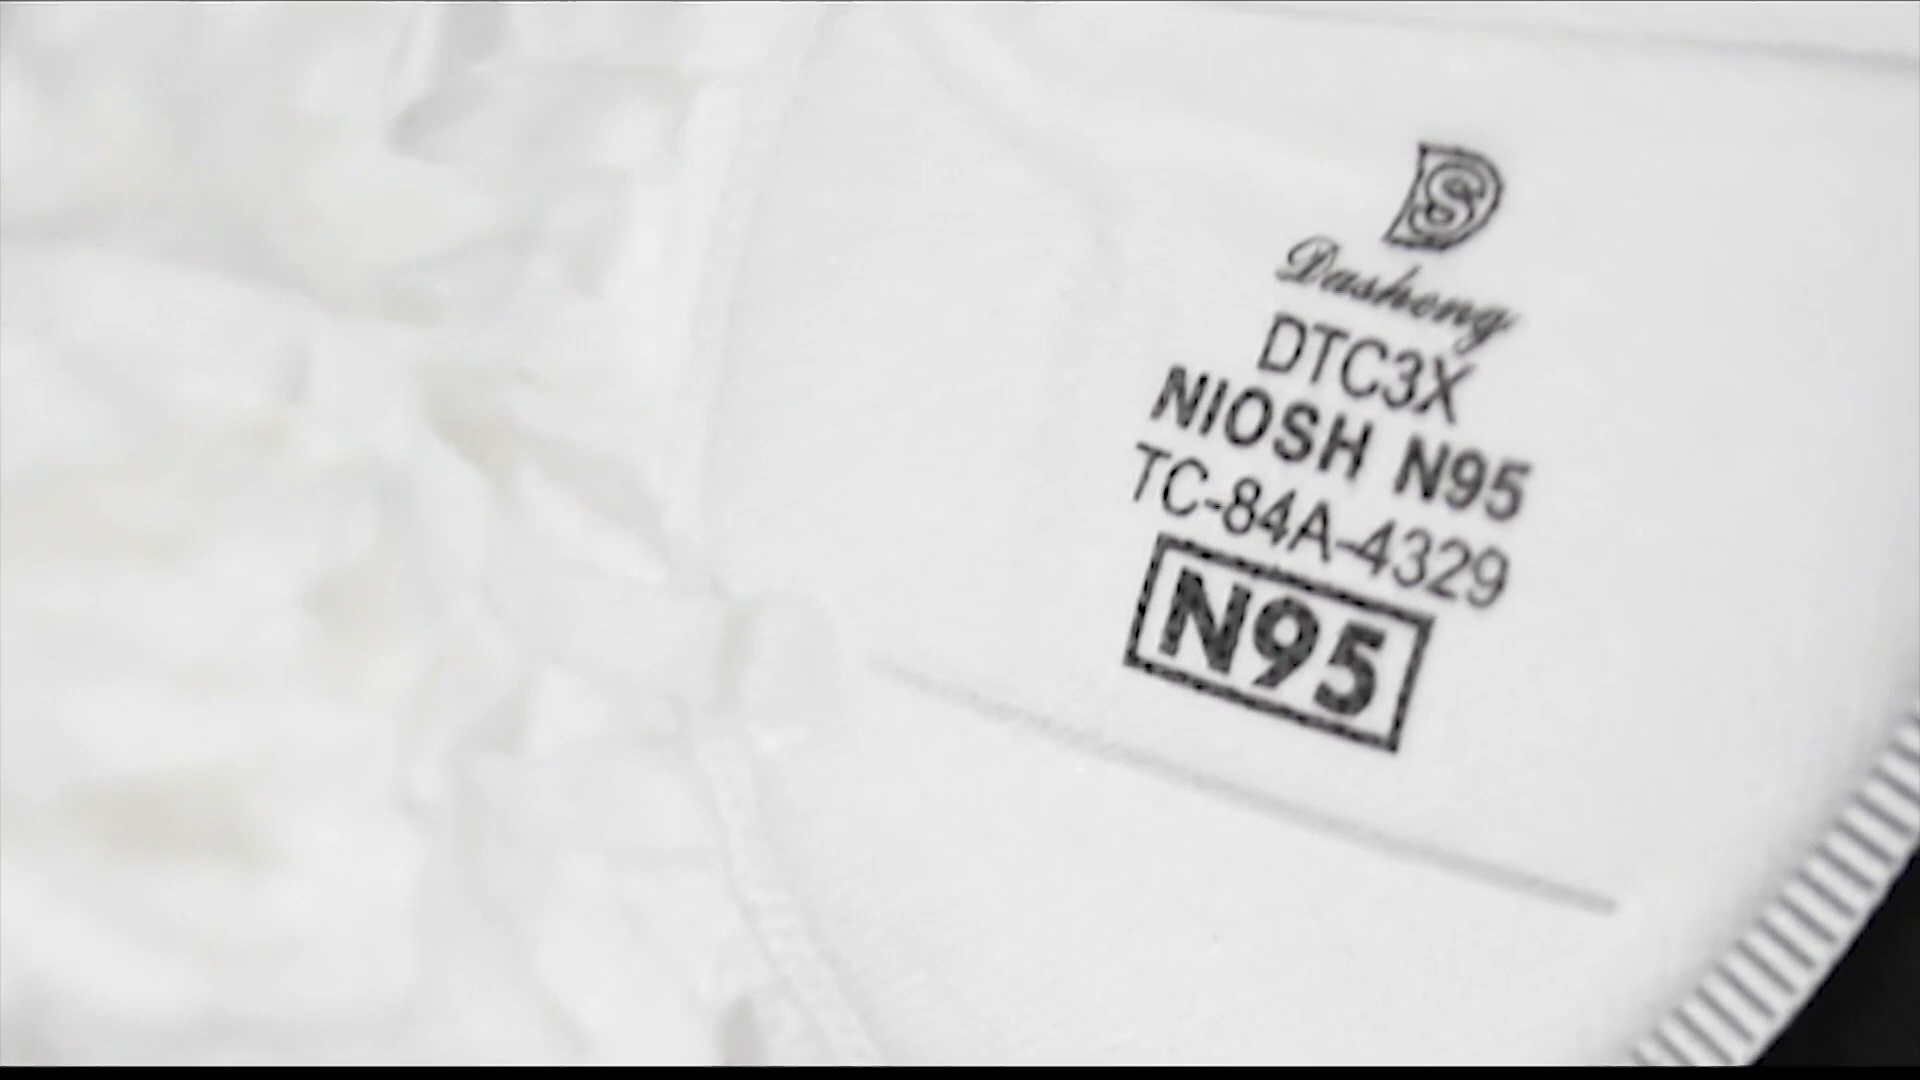 DS
Dasheng
DTC3X
NIOSH N95
TC-84A-4329
N95